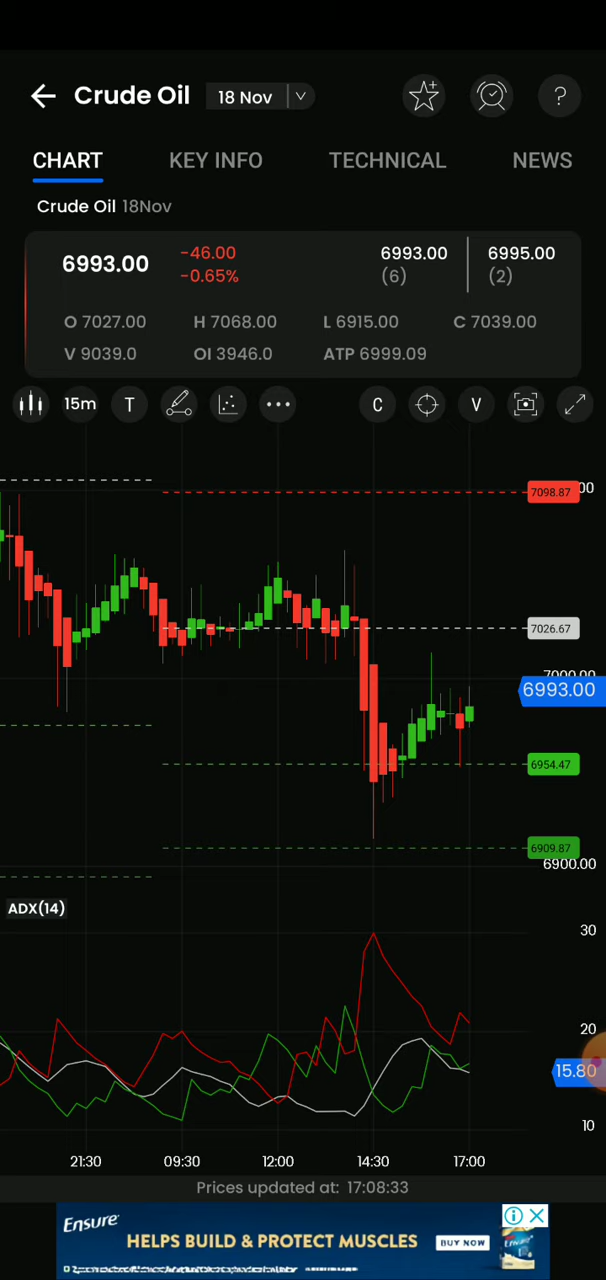 Crude Oil 18 Nov ?
CHART KEY INFO TECHNICAL NEWS
Crude Oil 18Nov
6993.00 -46.00 6993.00 6995.00
-0.65% (6) (2)
O 7027.00 H 7068.00 L 6915.00 C 7039.00
V 9039.0 OI 3946.0 ATP 6999.09
15m T C V
7098.87 00
7026.67
7000.00
6993.00
6954.47
6909.87
6900.00
ADX(14)
30
20
15.80
10
21:30 09:30 12:00 14:30 17:00
Prices updated at: 17:08:33
Ensure
HELPS BUILD & PROTECT MUSCLES BUY NOW